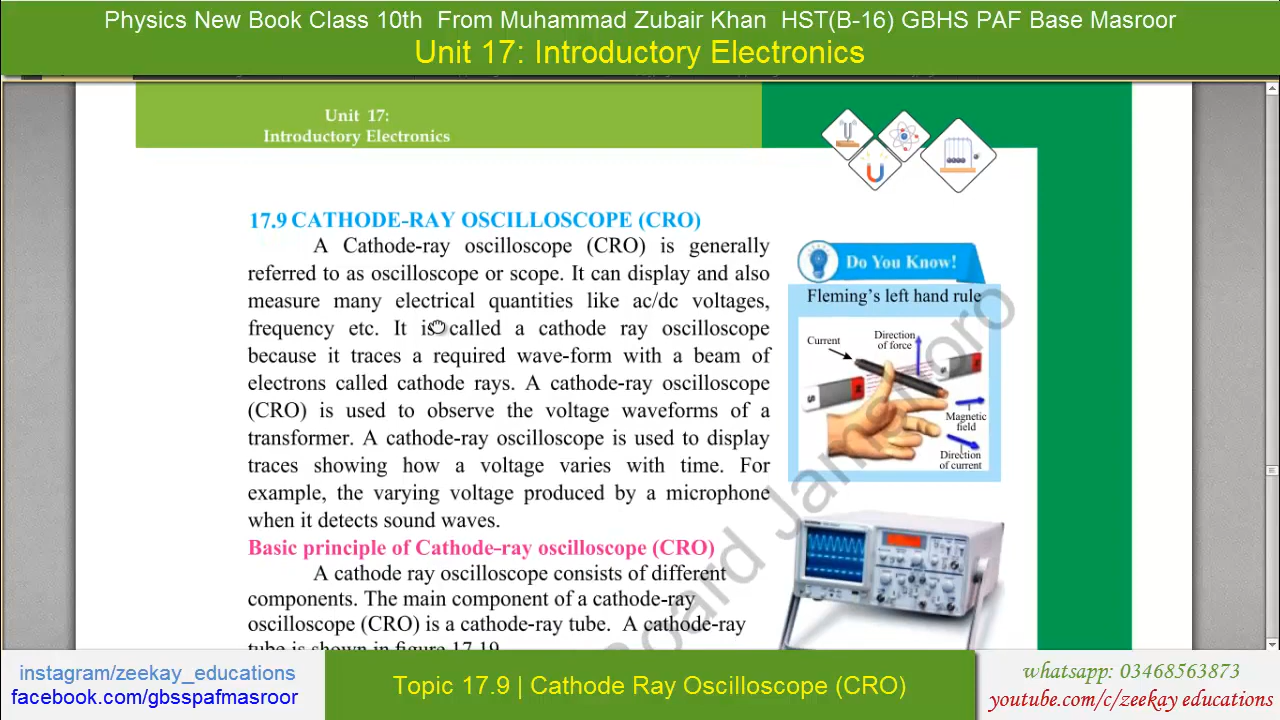 Physics New Book Class 10th From Muhammad Zubair Khan HST(B-16) GBHS PAF Base Masroor
Unit 17: Introductory Electronics
Unit 17:
Introductory Electronics
17.9 CATHODE-RAY OSCILLOSCOPE (CRO)
A Cathode-ray oscilloscope (CRO) is generally
referred to as oscilloscope or scope. It can display and also
measure many electrical quantities like ac/dc voltages,
frequency etc. It is called a cathode ray oscilloscope
because it traces a required wave-form with a beam of
electrons called cathode rays. A cathode-ray oscilloscope
(CRO) is used to observe the voltage waveforms of a
transformer. A cathode-ray oscilloscope is used to display
traces showing how a voltage varies with time. For
example, the varying voltage produced by a microphone
when it detects sound waves.
Basic principle of Cathode-ray oscilloscope (CRO)
A cathode ray oscilloscope consists of different
components. The main component of a cathode-ray
oscilloscope (CRO) is a cathode-ray tube. A cathode-ray
tube is shown in figure 17.19
Do You Know!
Fleming's left hand rule
Current
Direction
of force
Magnetic
field
Direction
of current
Board Jamshoro
instagram/zeekay_educations
facebook.com/gbsspafmasroor
Topic 17.9 | Cathode Ray Oscilloscope (CRO)
whatsapp: 03468563873
youtube.com/c/zeekay educations